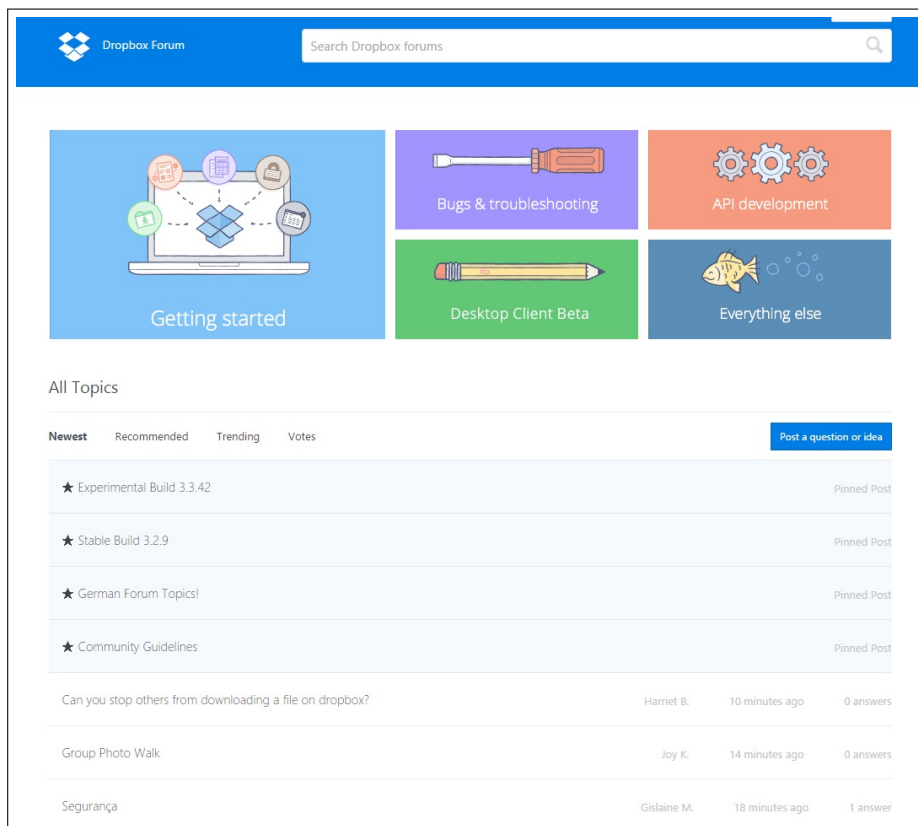 Dropbox Forum
Search Dropbox forums
Getting started
Bugs & troubleshooting
API development
Desktop Client Beta
Everything else
All Topics
Newest Recommended Trending Votes Post a question or idea
★ Experimental Build 3.3.42 Pinned Post
★ Stable Build 3.2.9 Pinned Post
★ German Forum Topics! Pinned Post
★ Community Guidelines Pinned Post
Can you stop others from downloading a file on dropbox? Harriet B. 10 minutes ago 0 answers
Group Photo Walk Joy K. 14 minutes ago 0 answers
Segurança Gislaine M. 18 minutes ago 1 answer